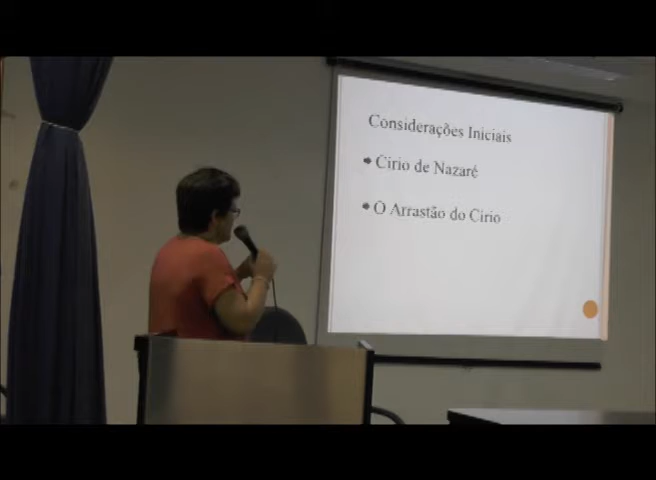 Considerações Iniciais
Cirio de Nazaré
O Arrastão do Cirio